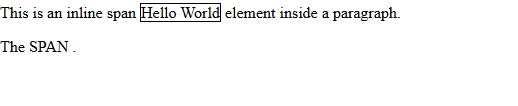 This is an inline span Hello World element inside a paragraph.
The SPAN .